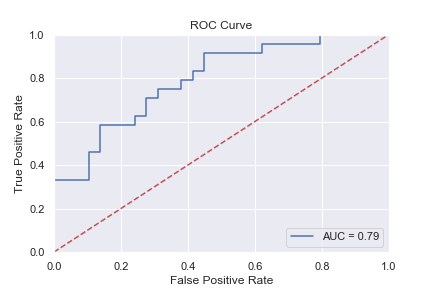 ROC Curve
True Positive Rate
1.0
0.8
0.6
0.4
0.2
0.0
AUC = 0.79
0.0 0.2 0.4 0.6 0.8 1.0
False Positive Rate